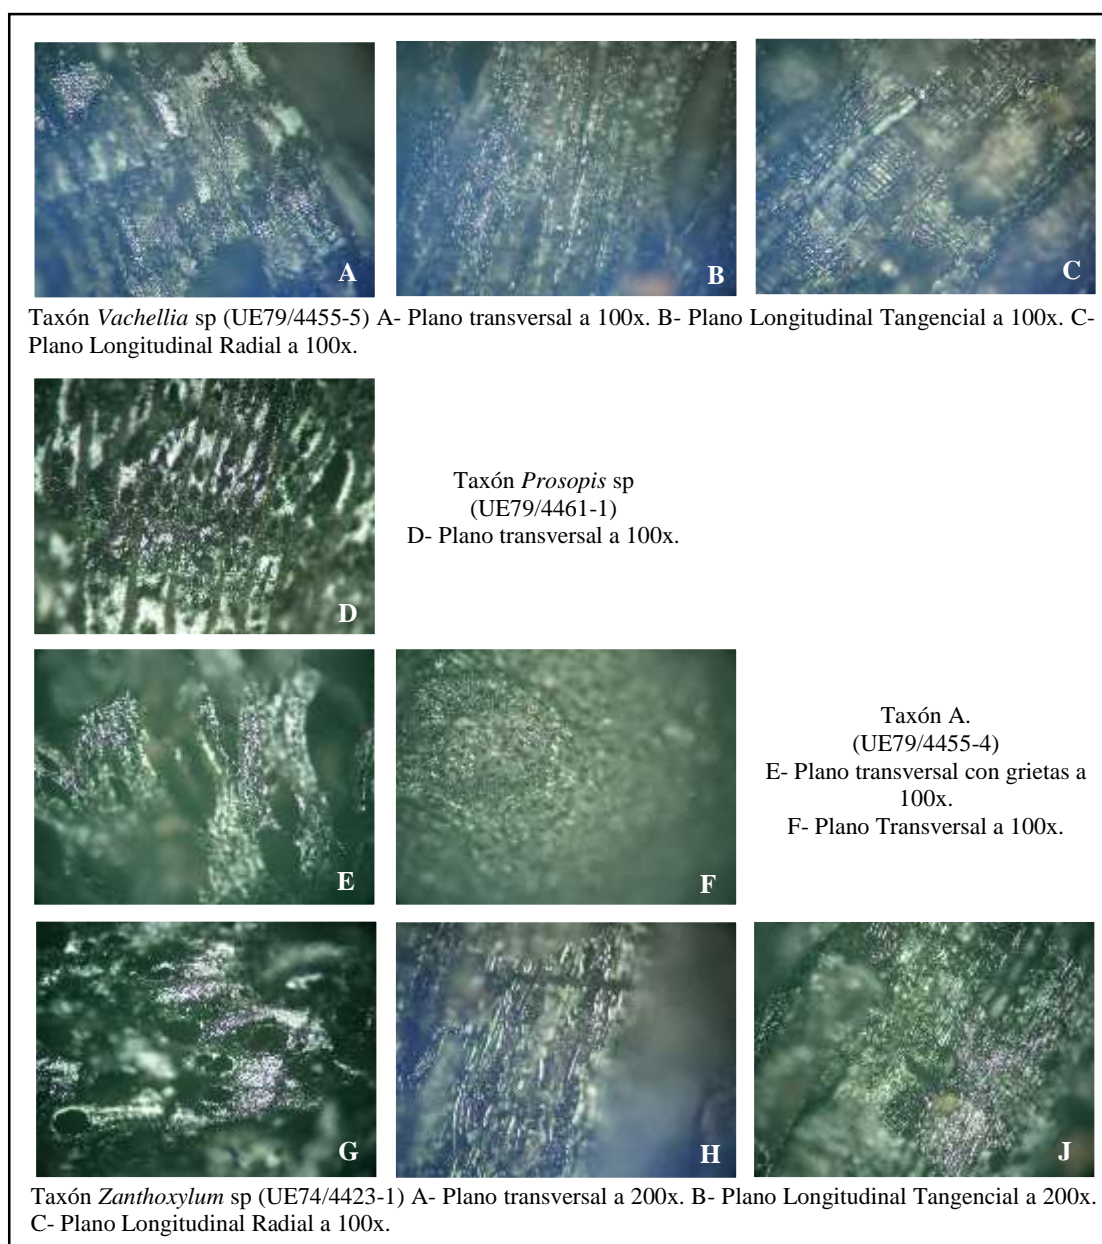 A
B
C
Taxón Vachellia sp (UE79/4455-5) A- Plano transversal a 100x. B- Plano Longitudinal Tangencial a 100x. C-
Plano Longitudinal Radial a 100x.
D
Taxón Prosopis sp
(UE79/4461-1)
D- Plano transversal a 100x.
E
F
Taxón A.
(UE79/4455-4)
E- Plano transversal con grietas a
100x.
F- Plano Transversal a 100x.
G
H
J
Taxón Zanthoxylum sp (UE74/4423-1) A- Plano transversal a 200x. B- Plano Longitudinal Tangencial a 200x.
C- Plano Longitudinal Radial a 100x.